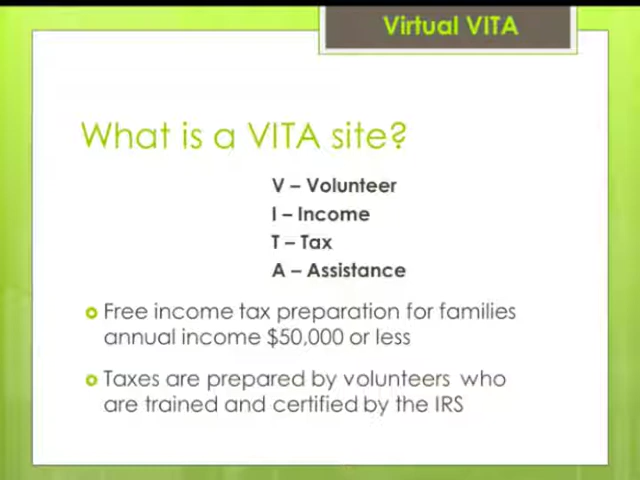 Virtual VITA
What is a VITA site?
V – Volunteer
I – Income
T – Tax
A – Assistance
Free income tax preparation for families
annual income $50,000 or less
Taxes are prepared by volunteers who
are trained and certified by the IRS